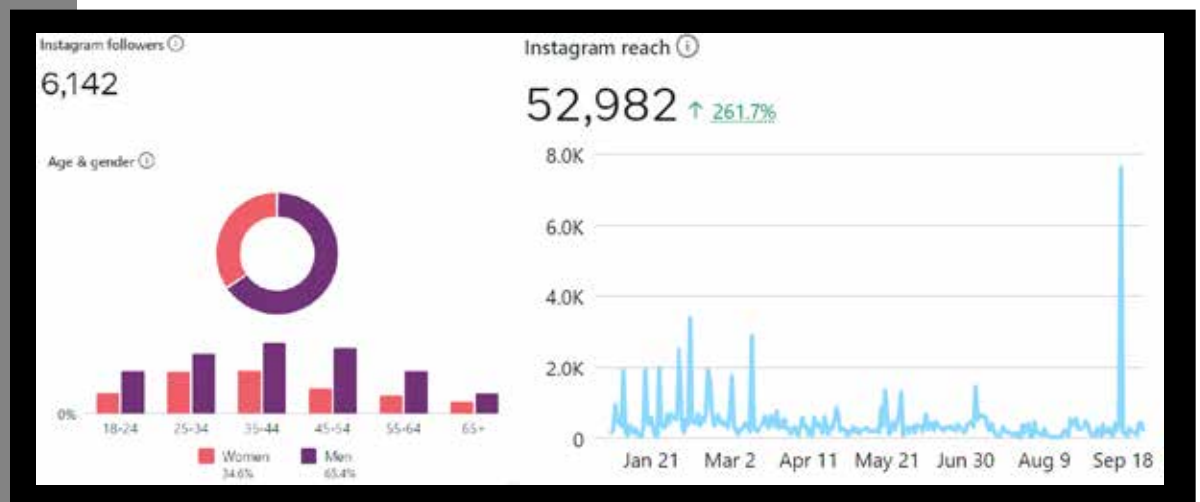 Instagram followers
6,142
Age & gender
0%
18-24 25-34 35-44 45-54 55-64 65+
Women Men
34.6% 65.4%
Instagram reach
52,982 ↑ 261.7%
8.0K
6.0K
4.0K
2.0K
0
Jan 21 Mar 2 Apr 11 May 21 Jun 30 Aug 9 Sep 18